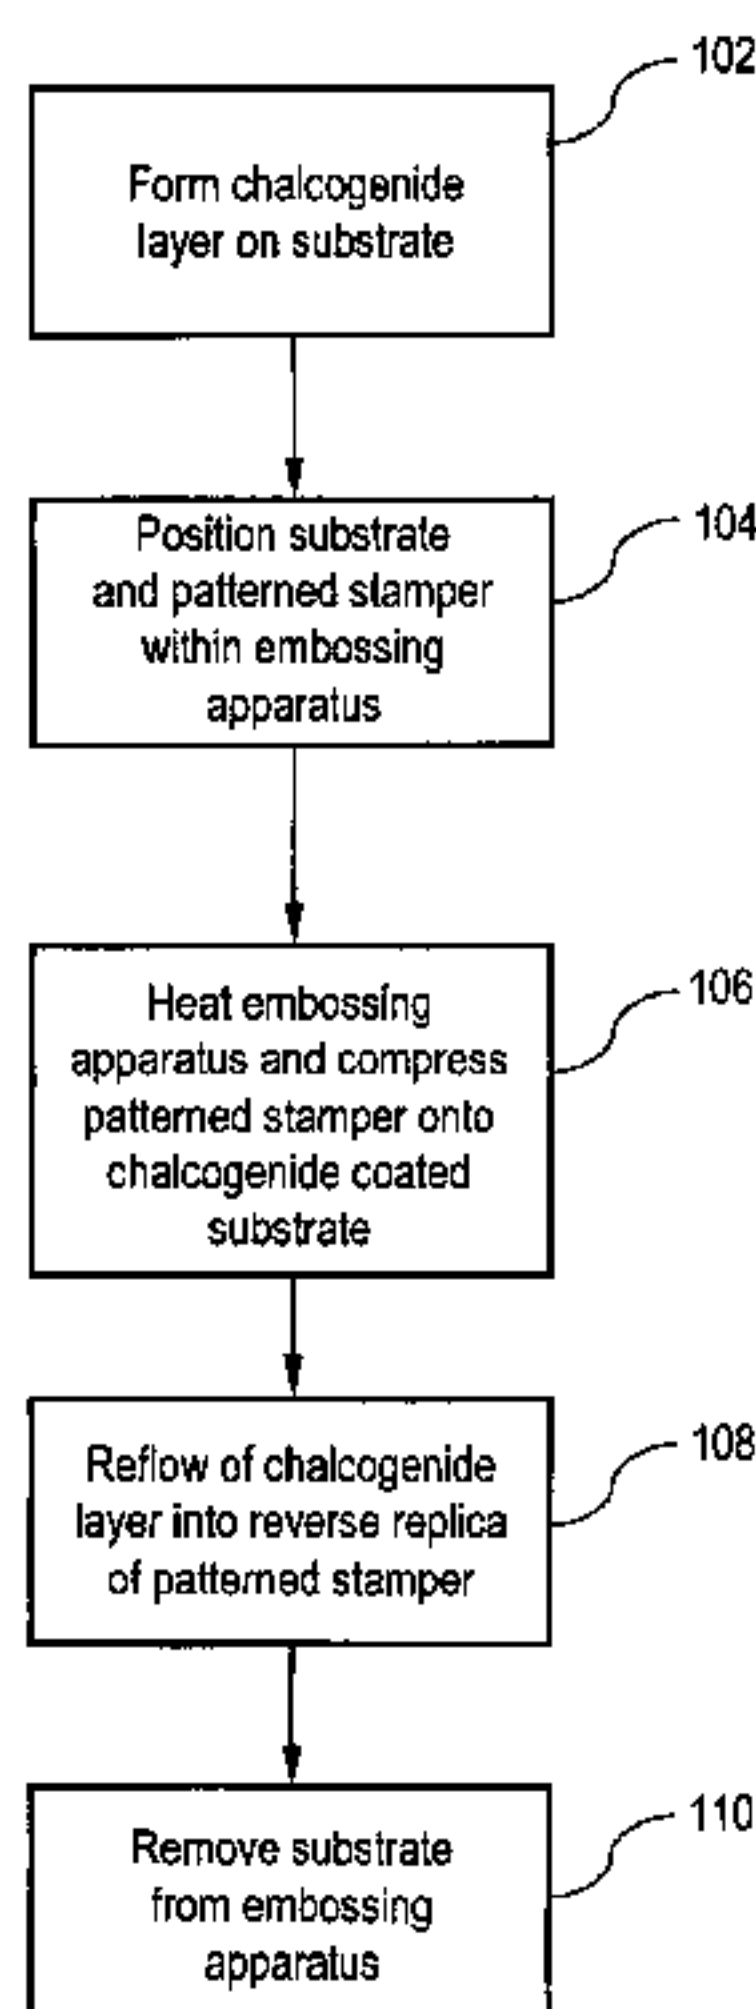 102
Form chalcogenide
layer on substrate
104
Position substrate
and patterned stamper
within embossing
apparatus
106
Heat embossing
apparatus and compress
patterned stamper onto
chalcogenide coated
substrate
108
Reflow of chalcogenide
layer into reverse replica
of patterned stamper
110
Remove substrate
from embossing
apparatus